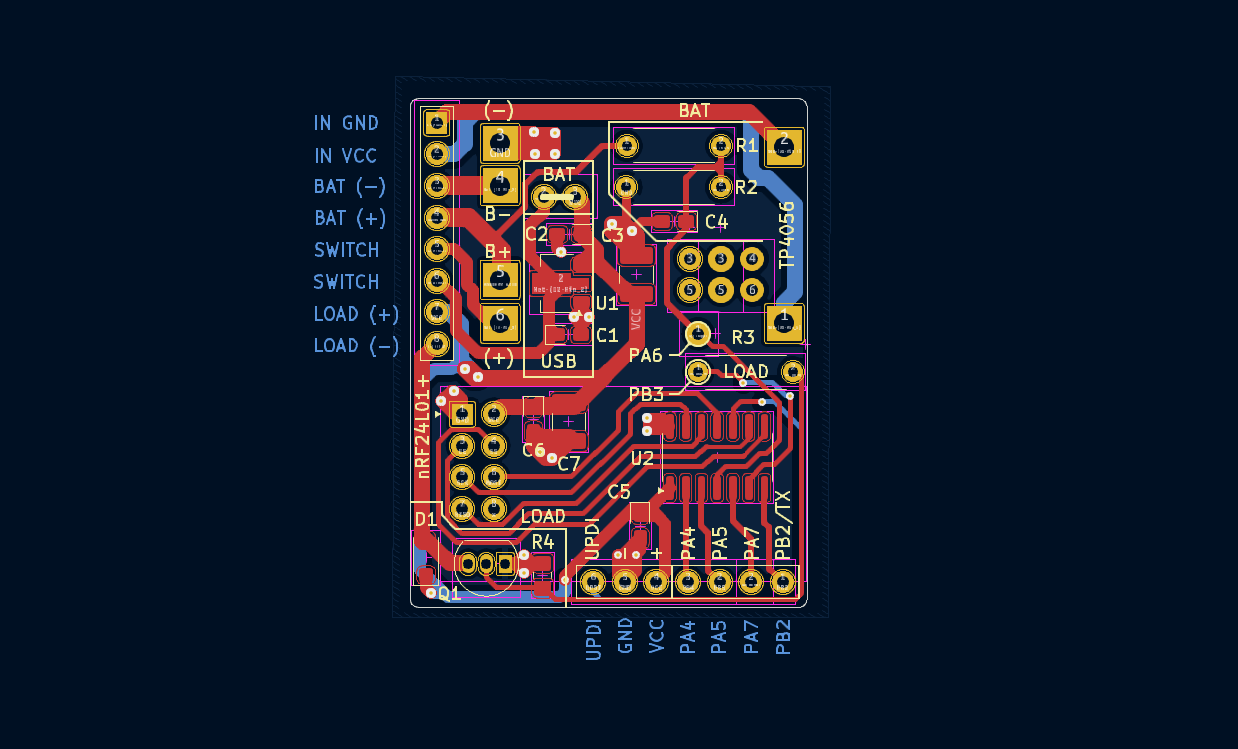 IN GND
IN VCC
BAT (-)
BAT (+)
SWITCH
SWITCH
LOAD (+)
LOAD (-)
(-)
BAT
3
GND
R1
2
BAT
4
R2
B-
C4
C2
C3
TP4056
B+
3 3 4
5
2
5 5 6
U1
1
6
VCC
C1
R3
(+)
USB
PA6
LOAD
PB3
nRF24L01+
C6
C7
U2
C5
D1
LOAD
R4
UPDI
- +
PA4
PA5
PA7
PB2/TX
Q1
UPDI
GND
VCC
PA4
PA5
PA7
PB2